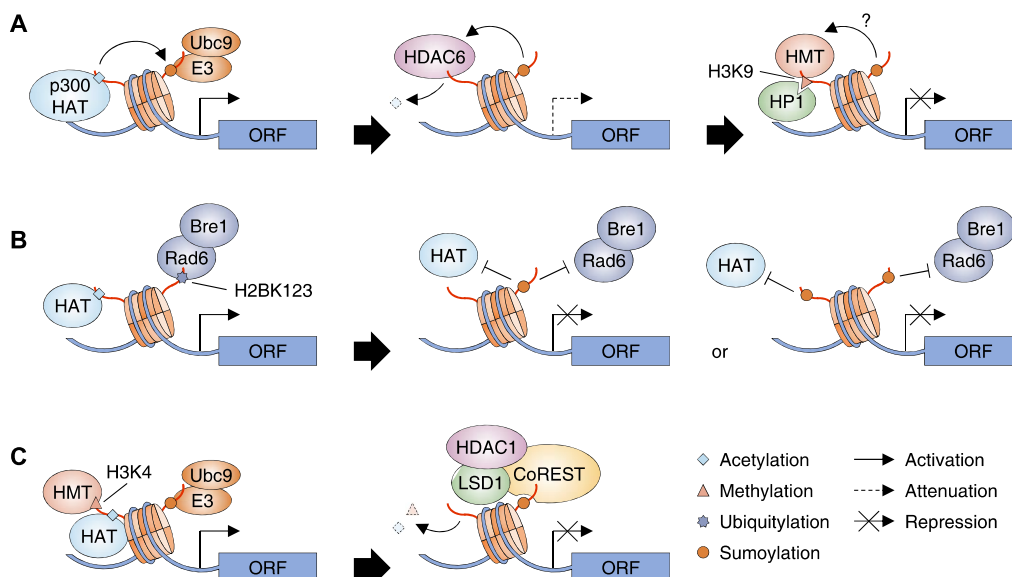 A
p300
HAT
Ubc9
E3
ORF
HDAC6
ORF
?
HMT
H3K9
HP1
ORF
B
Bre1
Rad6
HAT
H2BK123
ORF
HAT
Bre1
Rad6
ORF
or
HAT
Bre1
Rad6
ORF
C
HMT
H3K4
HAT
Ubc9
E3
ORF
HDAC1
LSD1
CoREST
ORF
Acetylation
Methylation
Ubiquitylation
Sumoylation
Activation
Attenuation
Repression